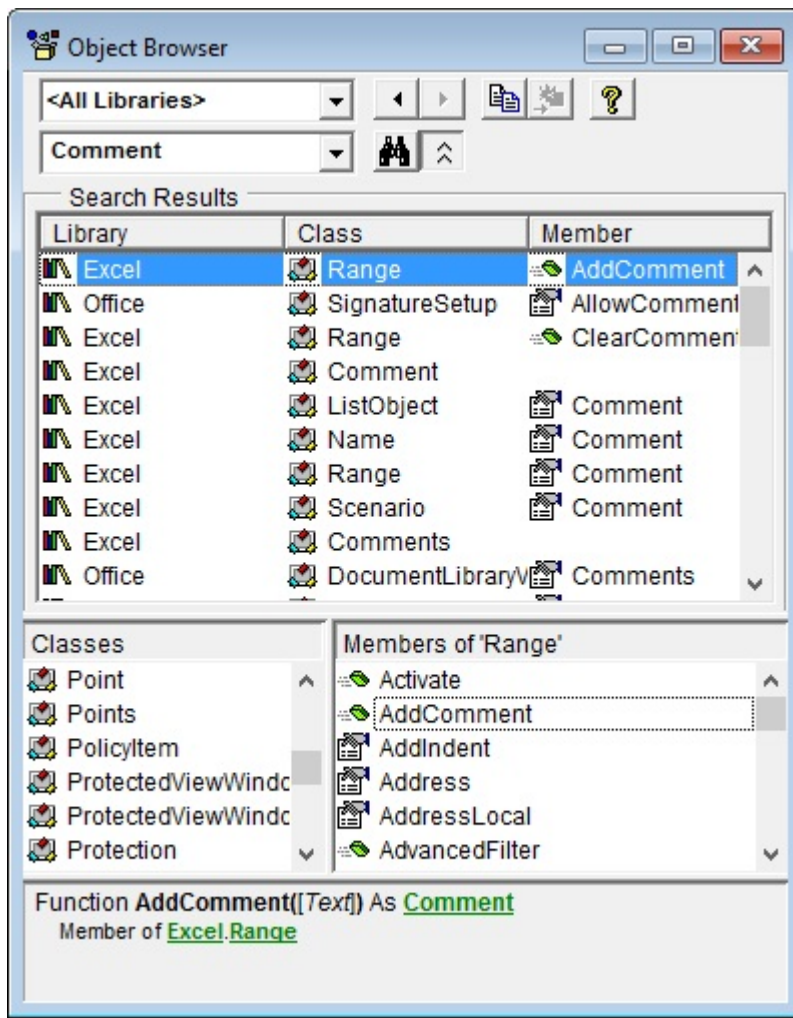 Object Browser
<All Libraries>
Comment
Search Results
Library Class Member
Excel Range AddComment
Office SignatureSetup AllowComment
Excel Range ClearComment
Excel Comment
Excel ListObject Comment
Excel Name Comment
Excel Range Comment
Excel Scenario Comment
Excel Comments
Office DocumentLibraryV Comments
Classes Members of 'Range'
Point Activate
Points AddComment
PolicyItem AddIndent
ProtectedViewWindo Address
ProtectedViewWindo AddressLocal
Protection AdvancedFilter
Function AddComment([Text]) As Comment
Member of Excel.Range